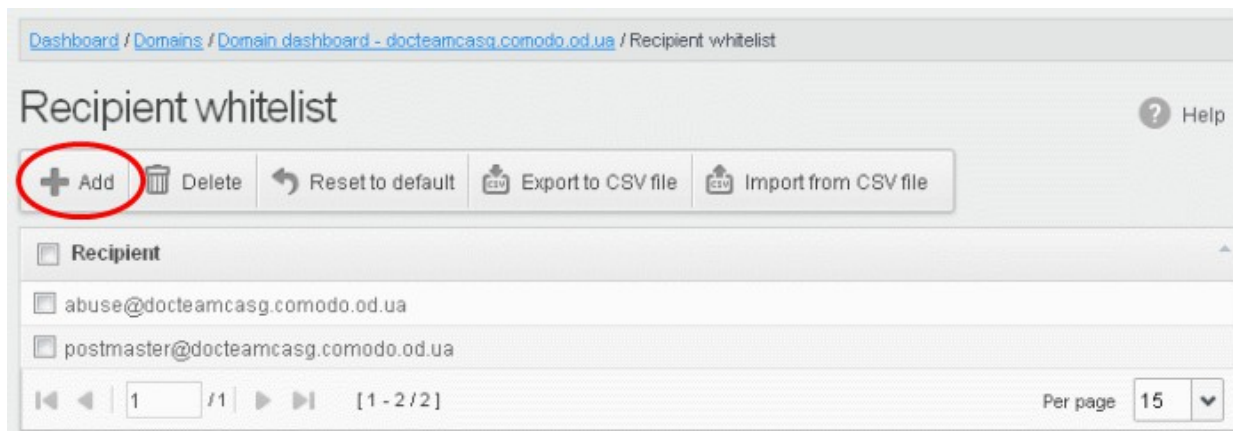 Dashboard / Domains / Domain dashboard - docteamcasg.comodo.od.ua / Recipient whitelist
Recipient whitelist
Help
Add Delete Reset to default CSV Export to CSV file CSV Import from CSV file
Recipient
abuse@docteamcasg.comodo.od.ua
postmaster@docteamcasg.comodo.od.ua
1 /1 [1 - 2 / 2] Per page 15